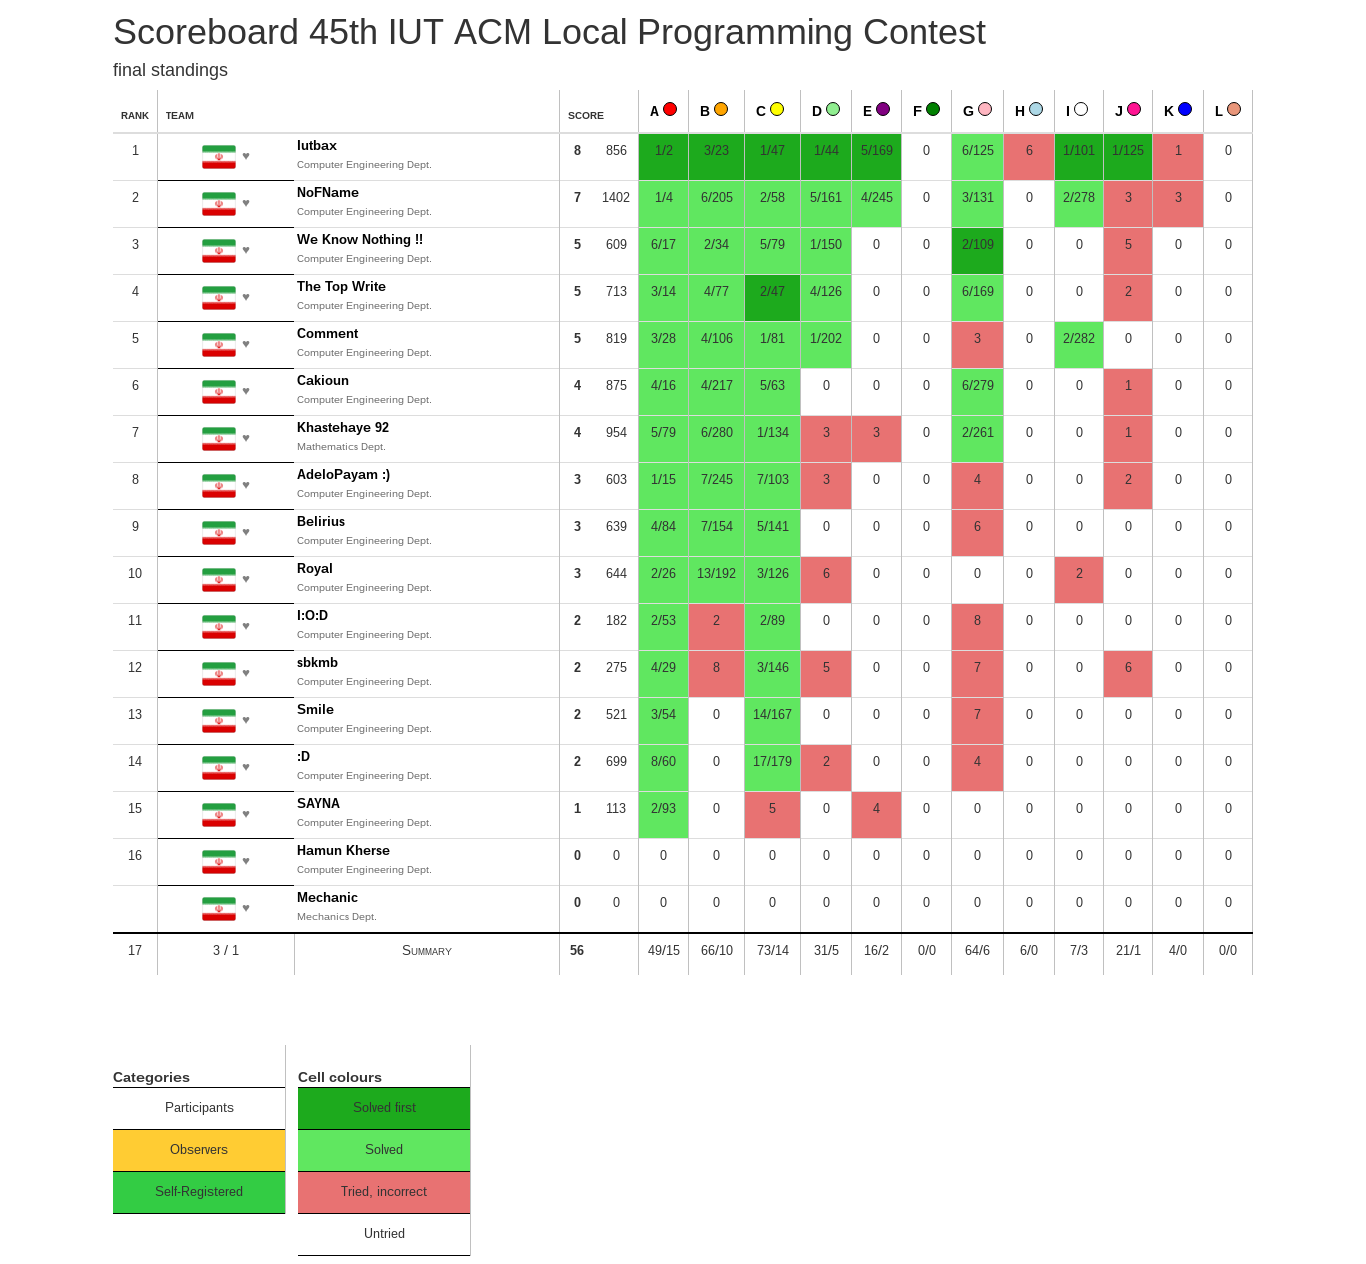 Scoreboard 45th IUT ACM Local Programming Contest
final standings
RANK TEAM SCORE A B C D E F G H I J K L
1 ♥ Iutbax 8 856 1/2 3/23 1/47 1/44 5/169 0 6/125 6 1/101 1/125 1 0
Computer Engineering Dept.
2 ♥ NoFName 7 1402 1/4 6/205 2/58 5/161 4/245 0 3/131 0 2/278 3 3 0
Computer Engineering Dept.
3 ♥ We Know Nothing !! 5 609 6/17 2/34 5/79 1/150 0 0 2/109 0 0 5 0 0
Computer Engineering Dept.
4 ♥ The Top Write 5 713 3/14 4/77 2/47 4/126 0 0 6/169 0 0 2 0 0
Computer Engineering Dept.
5 ♥ Comment 5 819 3/28 4/106 1/81 1/202 0 0 3 0 2/282 0 0 0
Computer Engineering Dept.
6 ♥ Cakioun 4 875 4/16 4/217 5/63 0 0 0 6/279 0 0 1 0 0
Computer Engineering Dept.
7 ♥ Khastehaye 92 4 954 5/79 6/280 1/134 3 3 0 2/261 0 0 1 0 0
Mathematics Dept.
8 ♥ AdeloPayam :) 3 603 1/15 7/245 7/103 3 0 0 4 0 0 2 0 0
Computer Engineering Dept.
9 ♥ Belirius 3 639 4/84 7/154 5/141 0 0 0 6 0 0 0 0 0
Computer Engineering Dept.
10 ♥ Royal 3 644 2/26 13/192 3/126 6 0 0 0 0 2 0 0 0
Computer Engineering Dept.
11 ♥ I:O:D 2 182 2/53 2 2/89 0 0 0 8 0 0 0 0 0
Computer Engineering Dept.
12 ♥ sbkmb 2 275 4/29 8 3/146 5 0 0 7 0 0 6 0 0
Computer Engineering Dept.
13 ♥ Smile 2 521 3/54 0 14/167 0 0 0 7 0 0 0 0 0
Computer Engineering Dept.
14 ♥ :D 2 699 8/60 0 17/179 2 0 0 4 0 0 0 0 0
Computer Engineering Dept.
15 ♥ SAYNA 1 113 2/93 0 5 0 4 0 0 0 0 0 0 0
Computer Engineering Dept.
16 ♥ Hamun Kherse 0 0 0 0 0 0 0 0 0 0 0 0 0 0
Computer Engineering Dept.
♥ Mechanic 0 0 0 0 0 0 0 0 0 0 0 0 0 0
Mechanics Dept.
17 3 / 1 Summary 56 49/15 66/10 73/14 31/5 16/2 0/0 64/6 6/0 7/3 21/1 4/0 0/0
Categories
Participants
Observers
Self-Registered
Cell colours
Solved first
Solved
Tried, incorrect
Untried